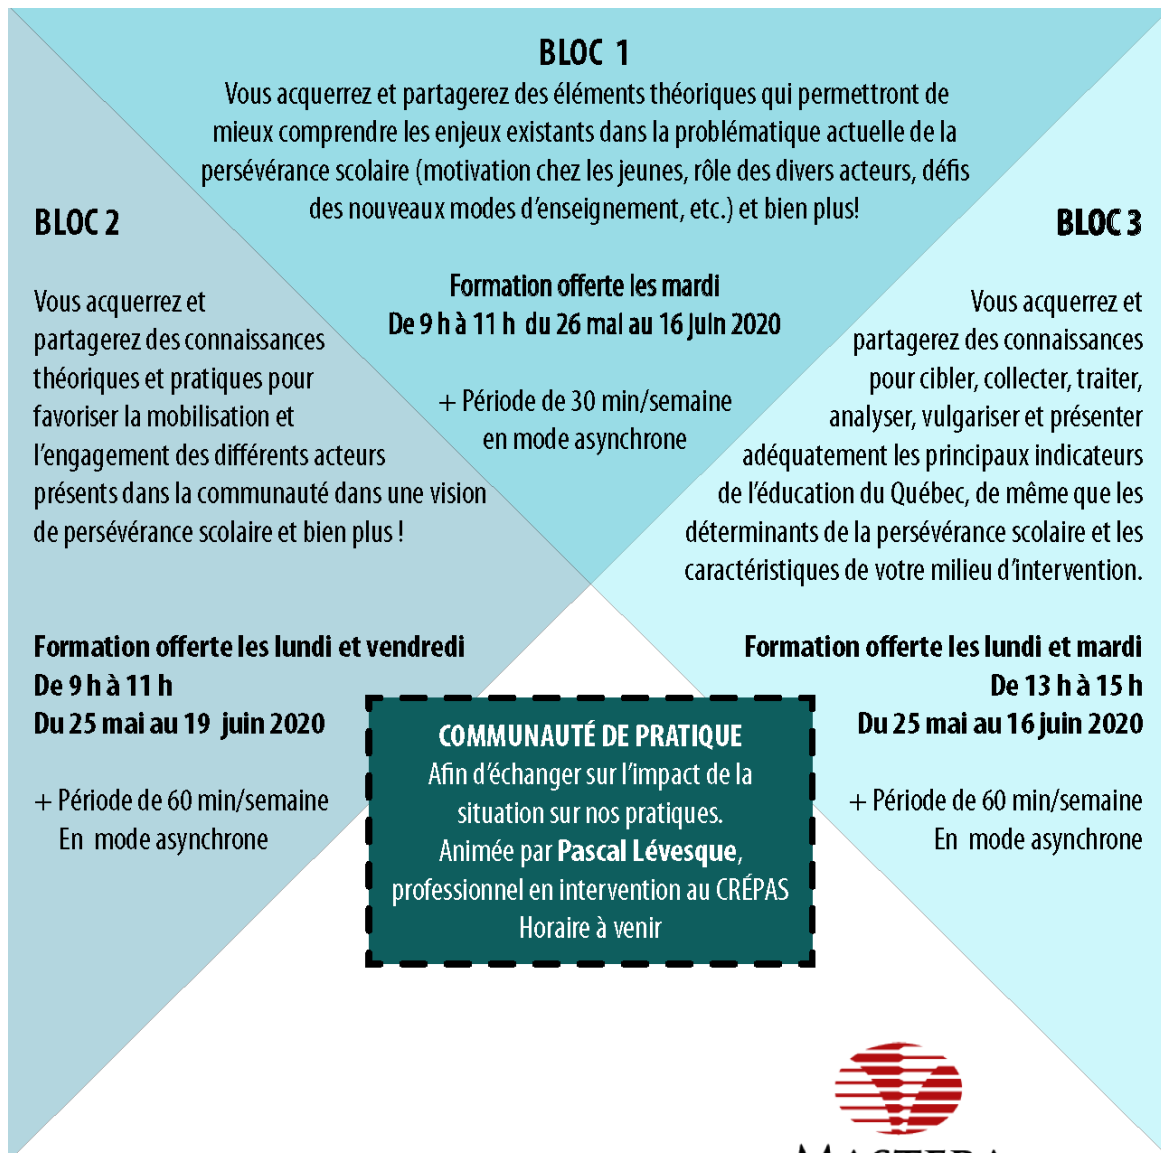 BLOC 1
Vous acquerrez et partagerez des éléments théoriques qui permettront de
mieux comprendre les enjeux existants dans la problématique actuelle de la
persévérance scolaire (motivation chez les jeunes, rôle des divers acteurs, défis
des nouveaux modes d'enseignement, etc.) et bien plus!
Formation offerte les mardi
De 9 h à 11 h du 26 mai au 16 juin 2020
+ Période de 30 min/semaine
en mode asynchrone
BLOC 2
Vous acquerrez et
partagerez des connaissances
théoriques et pratiques pour
favoriser la mobilisation et
l'engagement des différents acteurs
présents dans la communauté dans une vision
de persévérance scolaire et bien plus !
Formation offerte les lundi et vendredi
De 9 h à 11 h
Du 25 mai au 19 juin 2020
+ Période de 60 min/semaine
En mode asynchrone
BLOC 3
Vous acquerrez et
partagerez des connaissances
pour cibler, collecter, traiter,
analyser, vulgariser et présenter
adéquatement les principaux indicateurs
de l'éducation du Québec, de même que les
déterminants de la persévérance scolaire et les
caractéristiques de votre milieu d'intervention.
Formation offerte les lundi et mardi
De 13 h à 15 h
Du 25 mai au 16 juin 2020
+ Période de 60 min/semaine
En mode asynchrone
COMMUNAUTÉ DE PRATIQUE
Afin d'échanger sur l'impact de la
situation sur nos pratiques.
Animée par Pascal Lévesque,
professionnel en intervention au CRÉPAS
Horaire à venir
MASTERA